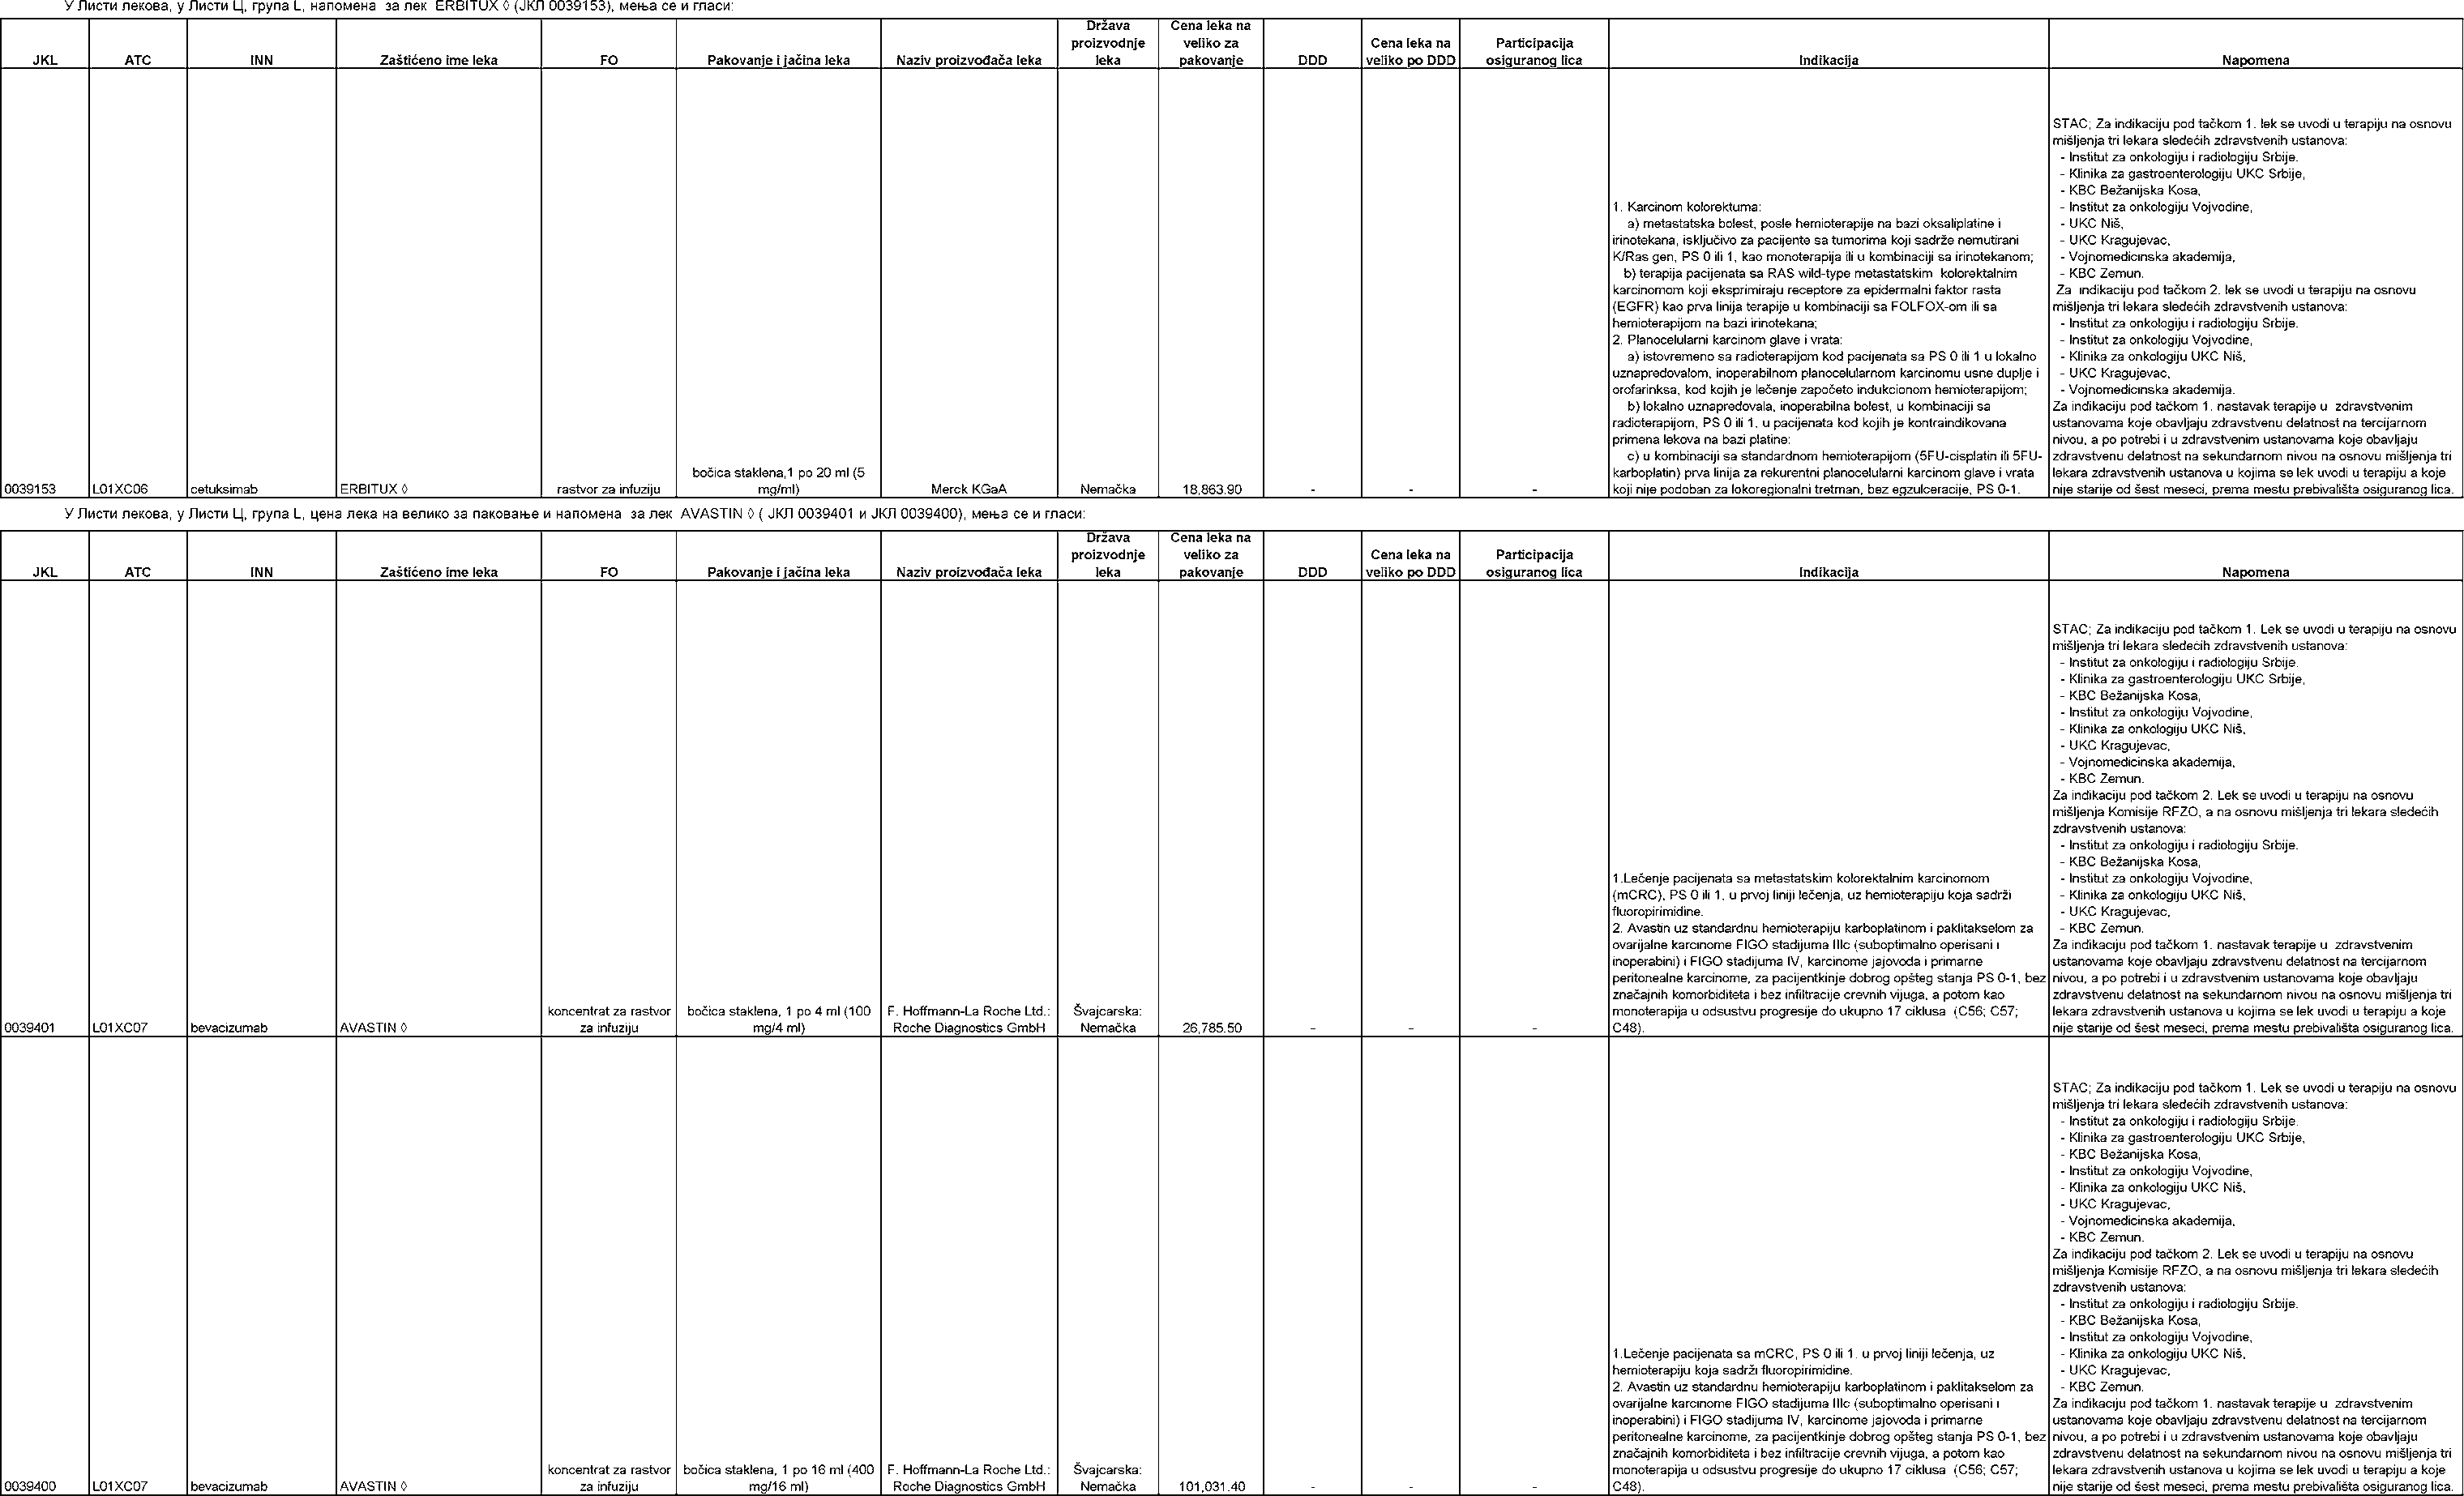 У Листи лекова, у Листи Ц, група L, напомена за лек ERBITUX ◊ (ЈКЛ 0039153), мења се и гласи:
JKL
ATC
INN
Zaštićeno ime leka
FO
Pakovanje i jačina leka
Naziv proizvođača leka
Država
proizvodnje
leka
Cena leka na
veliko za
pakovanje
DDD
Cena leka na
veliko po DDD
Participacija
osiguranog lica
Indikacija
Napomena
0039153
L01XC06
cetuksimab
ERBITUX ◊
rastvor za infuziju
bočica staklena,1 po 20 ml (5
mg/ml)
Merck KGaA
Nemačka
18,863.90
-
-
-
1. Karcinom kolorektuma:
a) metastatska bolest, posle hemioterapije na bazi oksaliplatine i
irinotekana, isključivo za pacijente sa tumorima koji sadrže nemutirani
K/Ras gen, PS 0 ili 1, kao monoterapija ili u kombinaciji sa irinotekanom;
b) terapija pacijenata sa RAS wild-type metastatskim kolorektalnim
karcinomom koji eksprimiraju receptore za epidermalni faktor rasta
(EGFR) kao prva linija terapije u kombinaciji sa FOLFOX-om ili sa
hemioterapijom na bazi irinotekana;
2. Planocelularni karcinom glave i vrata:
a) istovremeno sa radioterapijom kod pacijenata sa PS 0 ili 1 u lokalno
uznapredovalom, inoperabilnom planocelularnom karcinomu usne duplje i
orofarinksa, kod kojih je lečenje započeto indukcionom hemioterapijom;
b) lokalno uznapredovala, inoperabilna bolest, u kombinaciji sa
radioterapijom, PS 0 ili 1, u pacijenata kod kojih je kontraindikovana
primena lekova na bazi platine:
c) u kombinaciji sa standardnom hemioterapijom (5FU-cisplatin ili 5FU-
karboplatin) prva linija za rekurentni planocelularni karcinom glave i vrata
koji nije podoban za lokoregionalni tretman, bez egzulceracije, PS 0-1.
STAC; Za indikaciju pod tačkom 1. lek se uvodi u terapiju na osnovu
mišljenja tri lekara sledećih zdravstvenih ustanova:
- Institut za onkologiju i radiologiju Srbije.
- Klinika za gastroenterologiju UKC Srbije,
- KBC Bežanijska Kosa,
- Institut za onkologiju Vojvodine,
- UKC Niš,
- UKC Kragujevac,
- Vojnomedicinska akademija,
- KBC Zemun.
Za indikaciju pod tačkom 2. lek se uvodi u terapiju na osnovu
mišljenja tri lekara sledećih zdravstvenih ustanova:
- Institut za onkologiju i radiologiju Srbije.
- Institut za onkologiju Vojvodine,
- Klinika za onkologiju UKC Niš,
- UKC Kragujevac,
- Vojnomedicinska akademija.
Za indikaciju pod tačkom 1. nastavak terapije u zdravstvenim
ustanovama koje obavljaju zdravstvenu delatnost na tercijarnom
nivou, a po potrebi i u zdravstvenim ustanovama koje obavljaju
zdravstvenu delatnost na sekundarnom nivou na osnovu mišljenja tri
lekara zdravstvenih ustanova u kojima se lek uvodi u terapiju a koje
nije starije od šest meseci, prema mestu prebivališta osiguranog lica.
У Листи лекова, у Листи Ц, група L, цена лека на велико за паковање и напомена за лек AVASTIN ◊ ( ЈКЛ 0039401 и ЈКЛ 0039400), мења се и гласи:
JKL
ATC
INN
Zaštićeno ime leka
FO
Pakovanje i jačina leka
Naziv proizvođača leka
Država
proizvodnje
leka
Cena leka na
veliko za
pakovanje
DDD
Cena leka na
veliko po DDD
Participacija
osiguranog lica
Indikacija
Napomena
0039401
L01XC07
bevacizumab
AVASTIN ◊
koncentrat za rastvor
za infuziju
bočica staklena, 1 po 4 ml (100
mg/4 ml)
F. Hoffmann-La Roche Ltd.;
Roche Diagnostics GmbH
Švajcarska;
Nemačka
26,785.50
-
-
-
1.Lečenje pacijenata sa metastatskim kolorektalnim karcinomom
(mCRC), PS 0 ili 1, u prvoj liniji lečenja, uz hemioterapiju koja sadrži
fluoropirimidine.
2. Avastin uz standardnu hemioterapiju karboplatinom i paklitakselom za
ovarijalne karcinome FIGO stadijuma IIIc (suboptimalno operisani i
inoperabini) i FIGO stadijuma IV, karcinome jajovoda i primarne
peritonealne karcinome, za pacijentkinje dobrog opšteg stanja PS 0-1, bez
značajnih komorbiditeta i bez infiltracije crevnih vijuga, a potom kao
monoterapija u odsustvu progresije do ukupno 17 ciklusa (C56; C57;
C48).
STAC; Za indikaciju pod tačkom 1. Lek se uvodi u terapiju na osnovu
mišljenja tri lekara sledećih zdravstvenih ustanova:
- Institut za onkologiju i radiologiju Srbije.
- Klinika za gastroenterologiju UKC Srbije,
- KBC Bežanijska Kosa,
- Institut za onkologiju Vojvodine,
- Klinika za onkologiju UKC Niš,
- UKC Kragujevac,
- Vojnomedicinska akademija,
- KBC Zemun.
Za indikaciju pod tačkom 2. Lek se uvodi u terapiju na osnovu
mišljenja Komisije RFZO, a na osnovu mišljenja tri lekara sledećih
zdravstvenih ustanova:
- Institut za onkologiju i radiologiju Srbije.
- KBC Bežanijska Kosa,
- Institut za onkologiju Vojvodine,
- Klinika za onkologiju UKC Niš,
- UKC Kragujevac,
- KBC Zemun.
Za indikaciju pod tačkom 1. nastavak terapije u zdravstvenim
ustanovama koje obavljaju zdravstvenu delatnost na tercijarnom
nivou, a po potrebi i u zdravstvenim ustanovama koje obavljaju
zdravstvenu delatnost na sekundarnom nivou na osnovu mišljenja tri
lekara zdravstvenih ustanova u kojima se lek uvodi u terapiju a koje
nije starije od šest meseci, prema mestu prebivališta osiguranog lica.
0039400
L01XC07
bevacizumab
AVASTIN ◊
koncentrat za rastvor
za infuziju
bočica staklena, 1 po 16 ml (400
mg/16 ml)
F. Hoffmann-La Roche Ltd.;
Roche Diagnostics GmbH
Švajcarska;
Nemačka
101,031.40
-
-
-
1.Lečenje pacijenata sa mCRC, PS 0 ili 1. u prvoj liniji lečenja, uz
hemioterapiju koja sadrži fluoropirimidine.
2. Avastin uz standardnu hemioterapiju karboplatinom i paklitakselom za
ovarijalne karcinome FIGO stadijuma IIIc (suboptimalno operisani i
inoperabini) i FIGO stadijuma IV, karcinome jajovoda i primarne
peritonealne karcinome, za pacijentkinje dobrog opšteg stanja PS 0-1, bez
značajnih komorbiditeta i bez infiltracije crevnih vijuga, a potom kao
monoterapija u odsustvu progresije do ukupno 17 ciklusa (C56; C57;
C48).
STAC; Za indikaciju pod tačkom 1. Lek se uvodi u terapiju na osnovu
mišljenja tri lekara sledećih zdravstvenih ustanova:
- Institut za onkologiju i radiologiju Srbije.
- Klinika za gastroenterologiju UKC Srbije,
- KBC Bežanijska Kosa,
- Institut za onkologiju Vojvodine,
- Klinika za onkologiju UKC Niš,
- UKC Kragujevac,
- Vojnomedicinska akademija,
- KBC Zemun.
Za indikaciju pod tačkom 2. Lek se uvodi u terapiju na osnovu
mišljenja Komisije RFZO, a na osnovu mišljenja tri lekara sledećih
zdravstvenih ustanova:
- Institut za onkologiju i radiologiju Srbije.
- KBC Bežanijska Kosa,
- Institut za onkologiju Vojvodine,
- Klinika za onkologiju UKC Niš,
- UKC Kragujevac,
- KBC Zemun.
Za indikaciju pod tačkom 1. nastavak terapije u zdravstvenim
ustanovama koje obavljaju zdravstvenu delatnost na tercijarnom
nivou, a po potrebi i u zdravstvenim ustanovama koje obavljaju
zdravstvenu delatnost na sekundarnom nivou na osnovu mišljenja tri
lekara zdravstvenih ustanova u kojima se lek uvodi u terapiju a koje
nije starije od šest meseci, prema mestu prebivališta osiguranog lica.